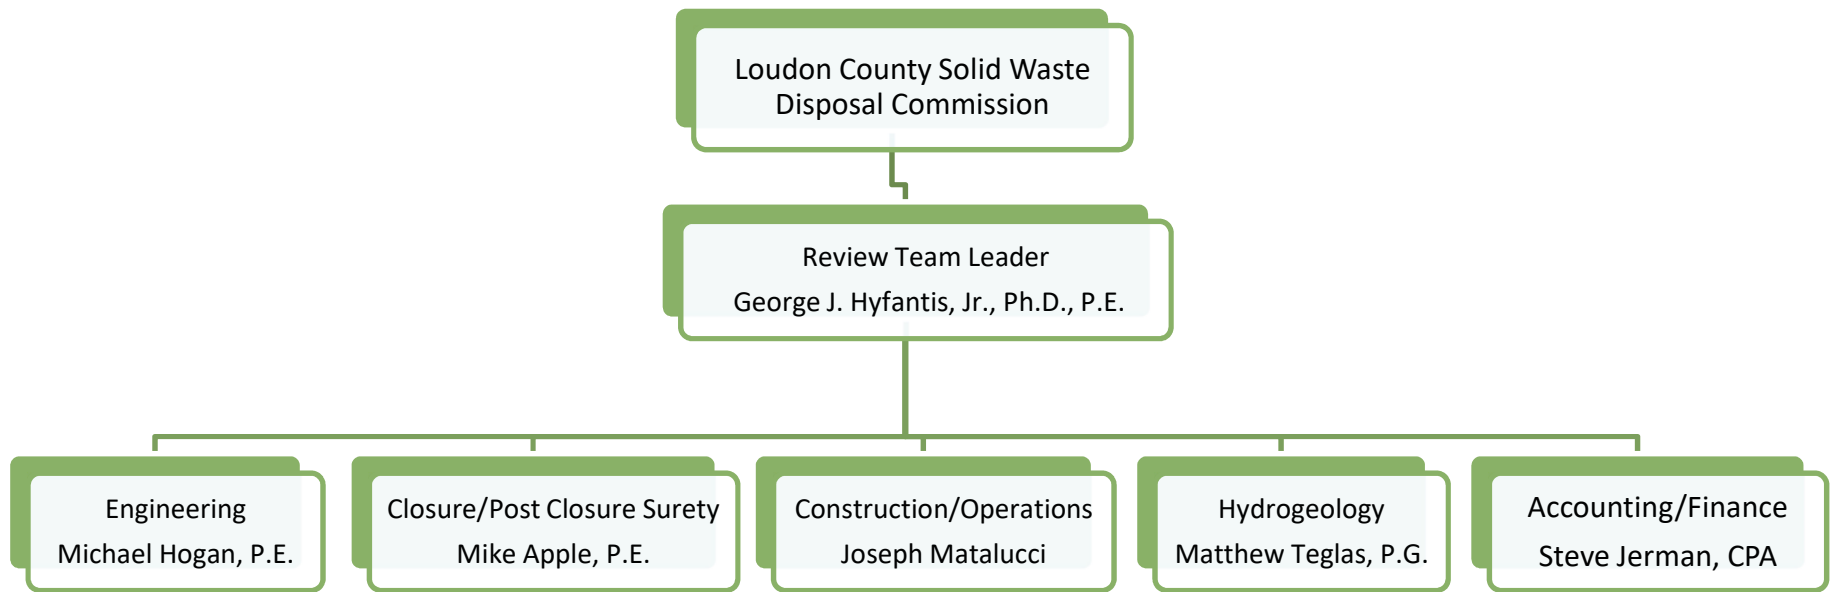 Loudon County Solid Waste
Disposal Commission
Review Team Leader
George J. Hyfantis, Jr., Ph.D., P.E.
Engineering
Michael Hogan, P.E.
Closure/Post Closure Surety
Mike Apple, P.E.
Construction/Operations
Joseph Matalucci
Hydrogeology
Matthew Teglas, P.G.
Accounting/Finance
Steve Jerman, CPA